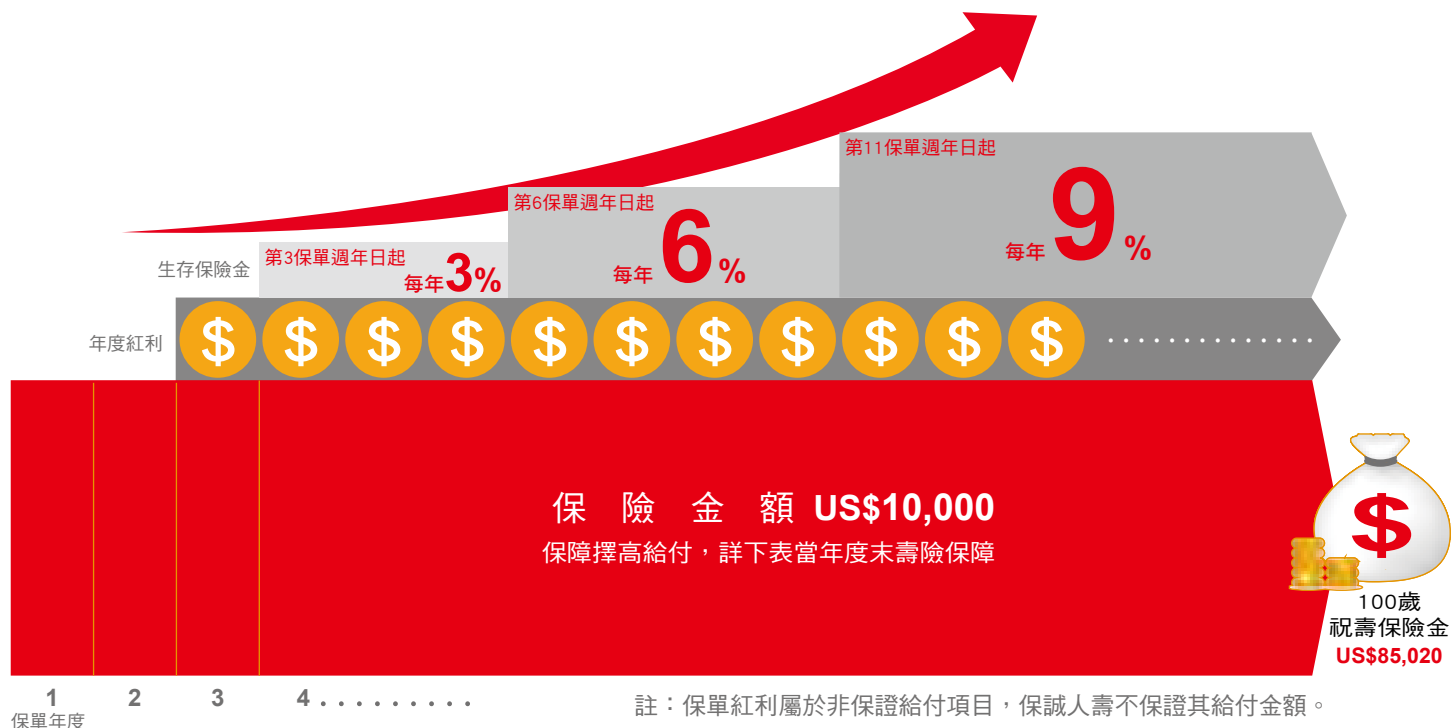 第11保單週年日起
每年9%
第6保單週年日起
每年6%
生存保險金
第3保單週年日起
每年3%
年度紅利
$ $ $ $ $ $ $ $ $ $ $ ·············
保險金額 US$10,000
保障擇高給付，詳下表當年度末壽險保障
$
100歲
祝壽保險金
US$85,020
1 2 3 4.........
保單年度
註：保單紅利屬於非保證給付項目，保誠人壽不保證其給付金額。